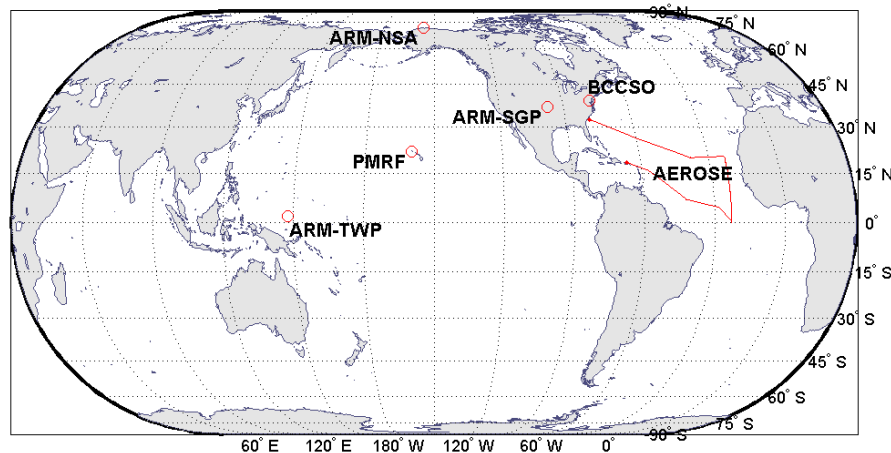 90° N
75° N
ARM-NSA
60° N
45° N
BCCSO
ARM-SGP
30° N
PMRF
AEROSE
15° N
ARM-TWP
0°
15° S
30° S
45° S
60° S
75° S
90° S
60° E 120° E 180° W 120° W 60° W 0°